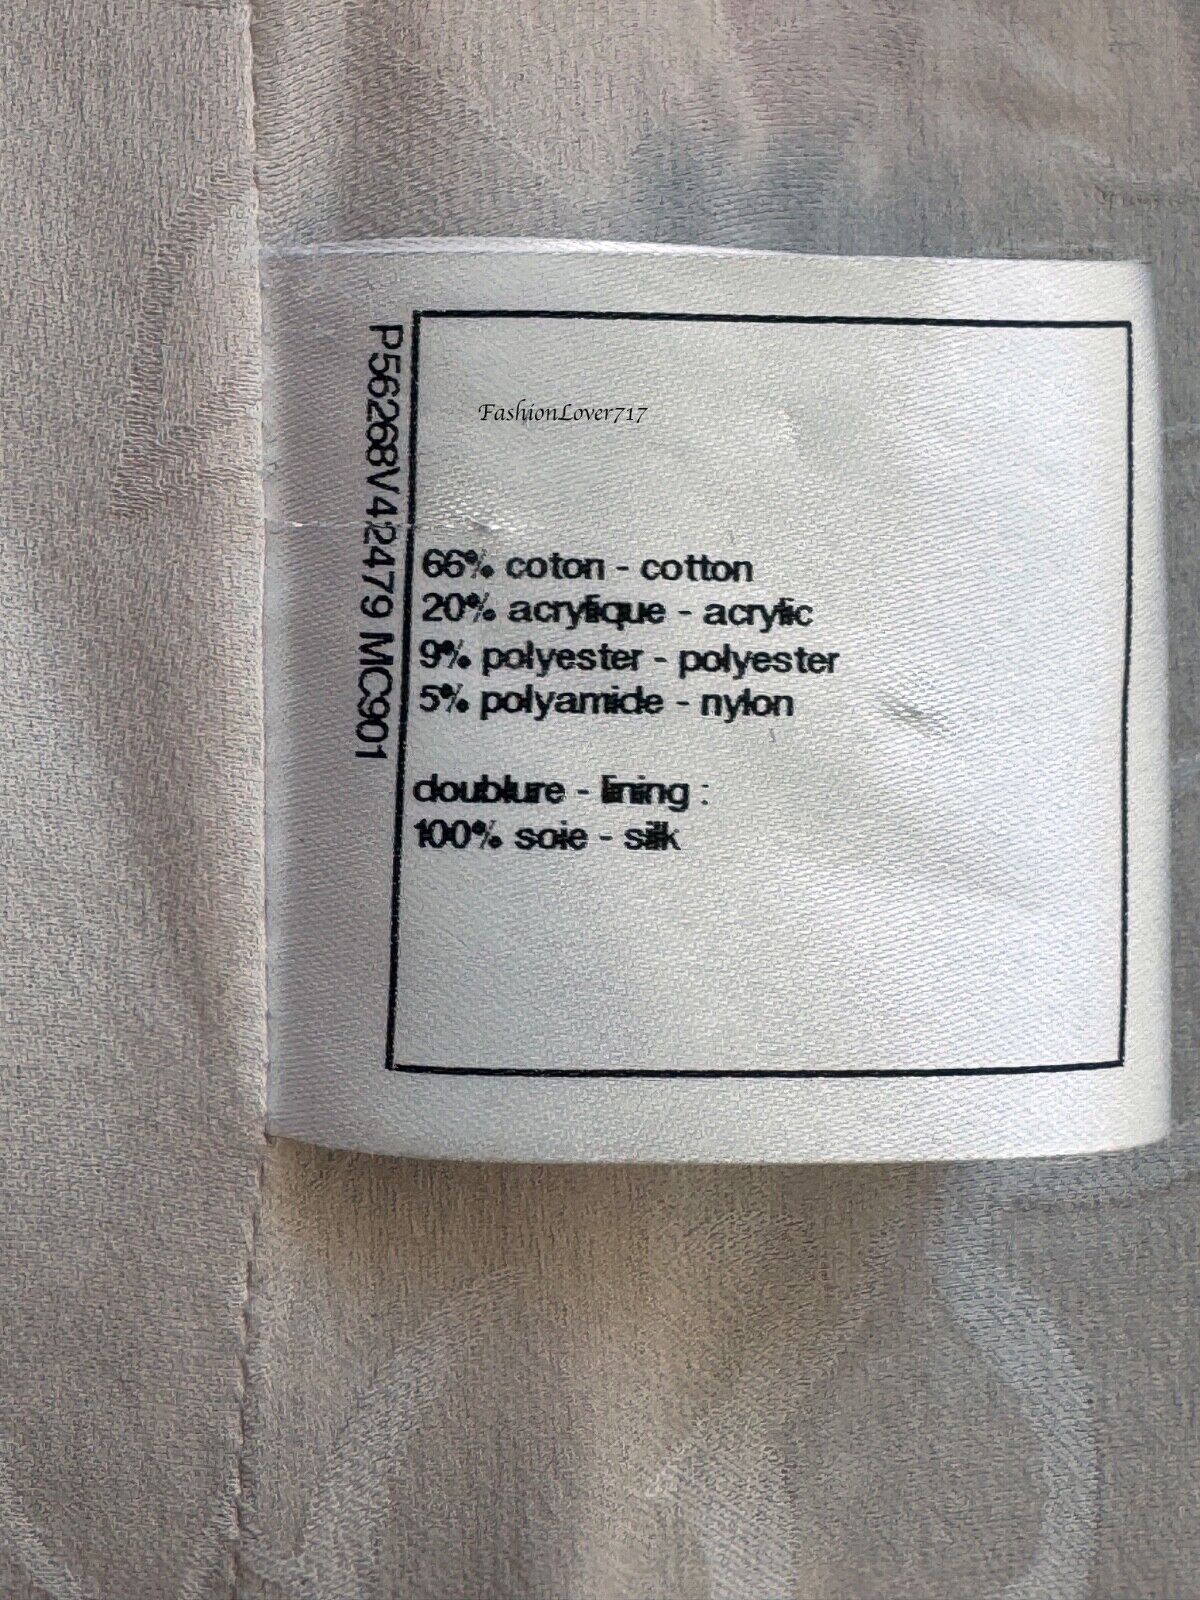 P56268V42479 MC901
FashionLover717
66% coton - cotton
20% acrylique - acrylic
9% polyester - polyester
5% polyamide - nylon
doublure - lining :
100% soie - silk